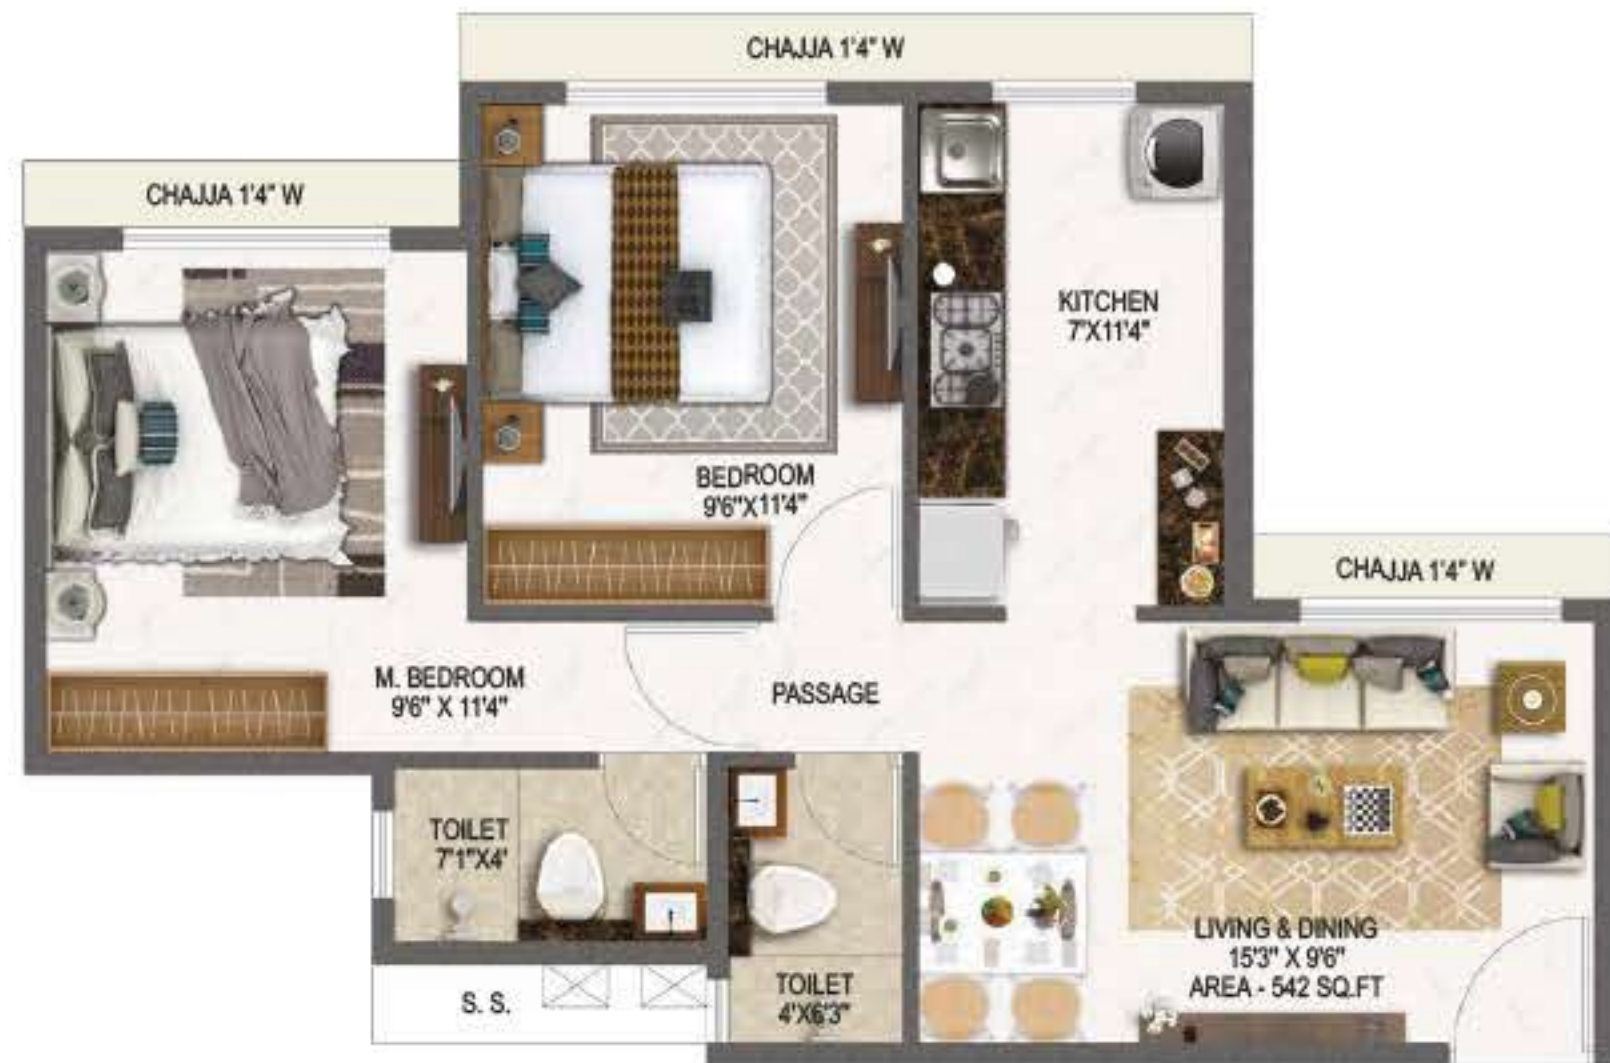 CHAJJA 1'4" W
CHAJJA 1'4" W
KITCHEN
7'X11'4"
BEDROOM
9'6"X11'4"
CHAJJA 1'4" W
M. BEDROOM
9'6" X 11'4"
PASSAGE
TOILET
7'1"X4'
LIVING & DINING
15'3" X 9'6"
AREA - 542 SQ.FT
TOILET
4'X6'3"
S. S.